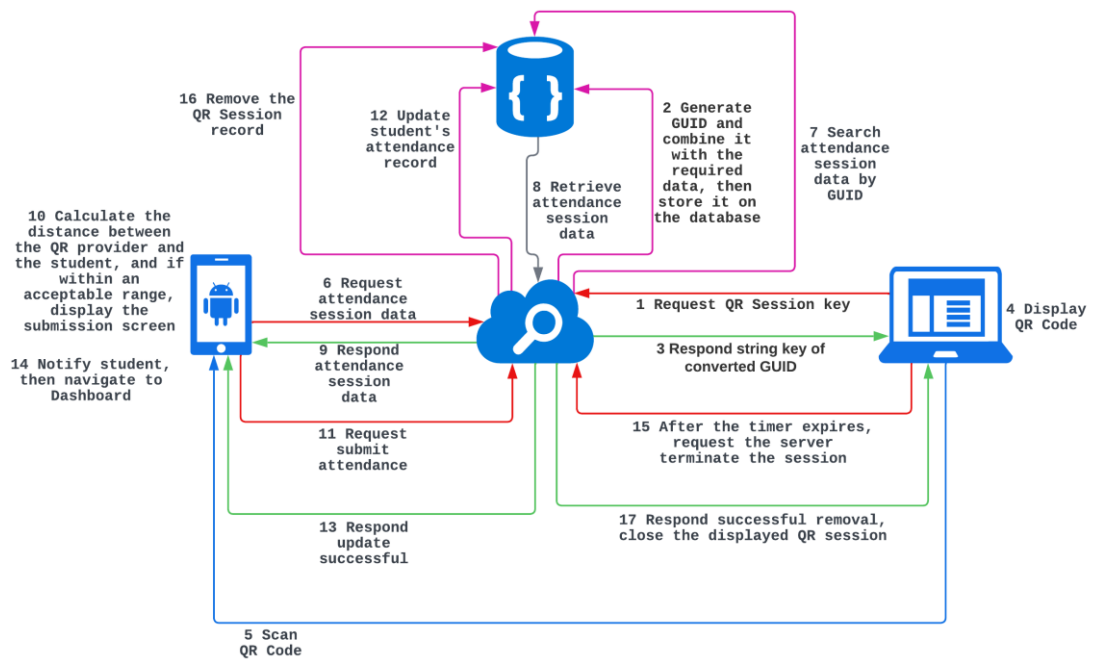 16 Remove the
QR Session
record
12 Update
student's
attendance
record
{ }
2 Generate
GUID and
combine it
with the
required
data, then
store it on
the database
7 Search
attendance
session
data by
GUID
8 Retrieve
attendance
session
data
10 Calculate the
distance between
the QR provider and
the student, and if
within an
acceptable range,
display the
submission screen
6 Request
attendance
session data
1 Request QR Session key
4 Display
QR Code
3 Respond string key of
converted GUID
9 Respond
attendance
session
data
14 Notify student,
then navigate to
Dashboard
11 Request
submit
attendance
15 After the timer expires,
request the server
terminate the session
13 Respond
update
successful
17 Respond successful removal,
close the displayed QR session
5 Scan
QR Code